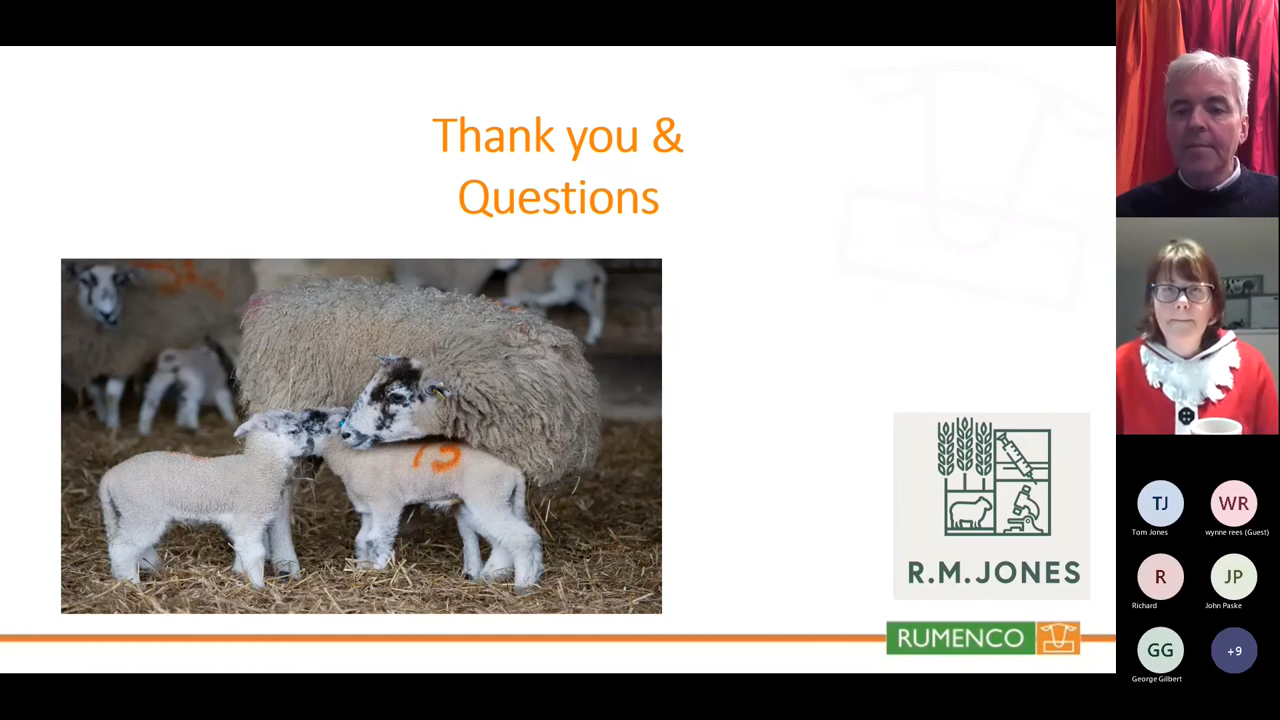 Thank you &
Questions
R.M.JONES
RUMENCO
TJ
Tom Jones
WR
wynne rees (Guest)
R
Richard
JP
John Paske
GG
George Gilbert
+9